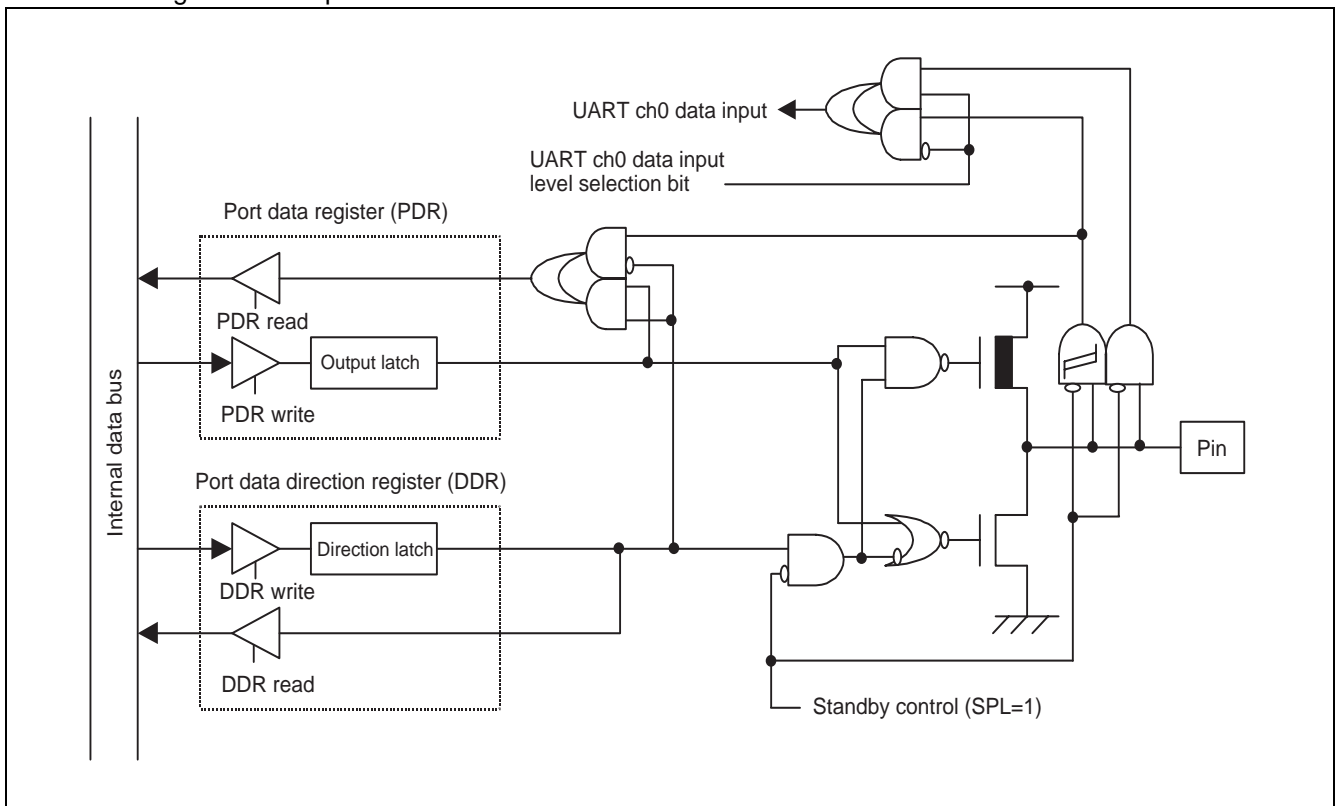 UART ch0 data input
UART ch0 data input
level selection bit
Port data register (PDR)
PDR read
Output latch
PDR write
Internal data bus
Pin
Port data direction register (DDR)
Direction latch
DDR write
DDR read
Standby control (SPL=1)